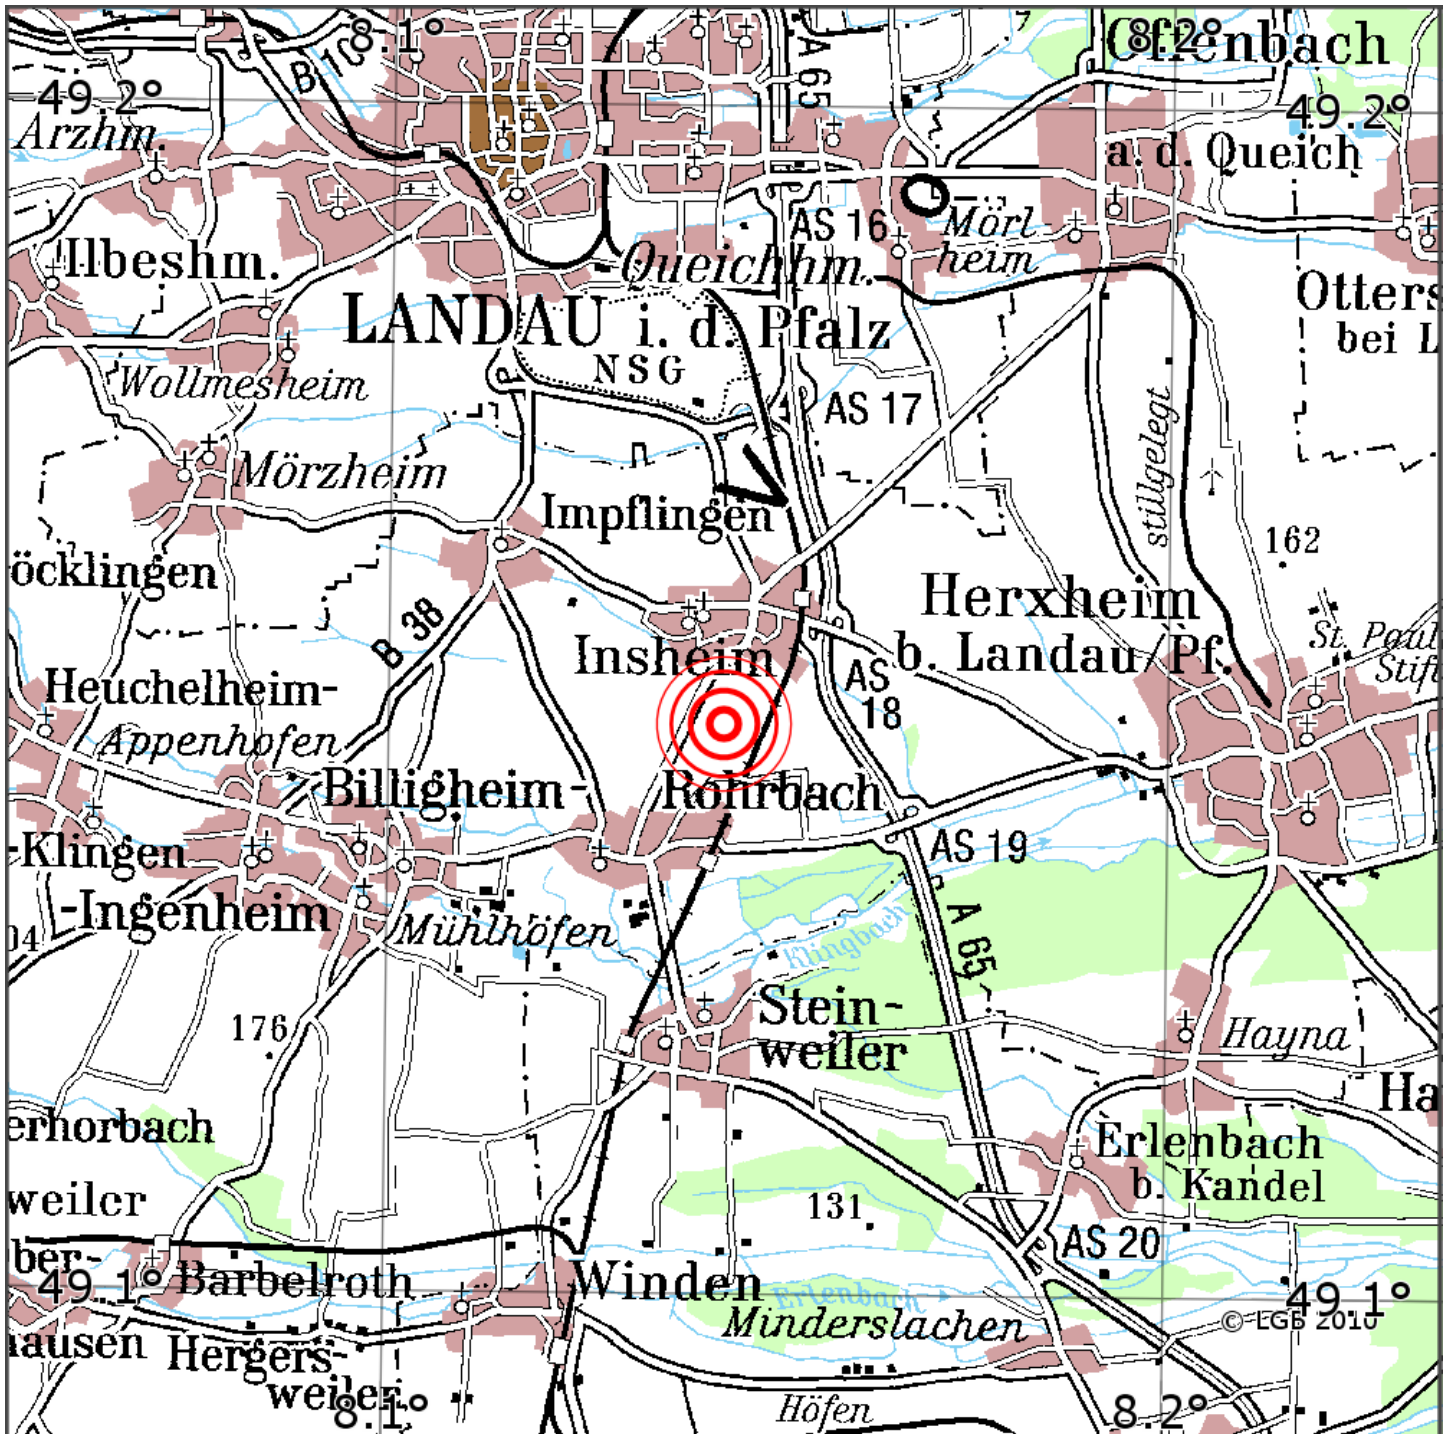 8.1°
8.2°
Offenbach
B 10
A 65
7
49.2°
49.2°
Arzhm.
a. d. Queich
AS 16
Mörl-
heim
Ilbeshm.
Queichhm.
Otters
bei L
LANDAU i. d. Pfalz
NSG
Wollmesheim
AS 17
stillgelegt
Mörzheim
Impflingen
162
öcklingen
Herxheim
b. Landau/Pf.
B 38
St. Paul
Stift
Insheim
AS
18
Heuchelheim-
Appenhofen
Billigheim-
Rohrbach
-Klingen
AS 19
-Ingenheim
Mühlhöfen
04
Klingbach
A 65
Stein-
weiler
176
Hayna
Ha
erhorbach
Erlenbach
b. Kandel
weiler
131
AS 20
ber-
49.1°
Barbelroth
Winden
Erlenbach
49.1°
© LGB 2010
Minderslachen
hausen
Hergers-
weiler
8.1°
Höfen
8.2°